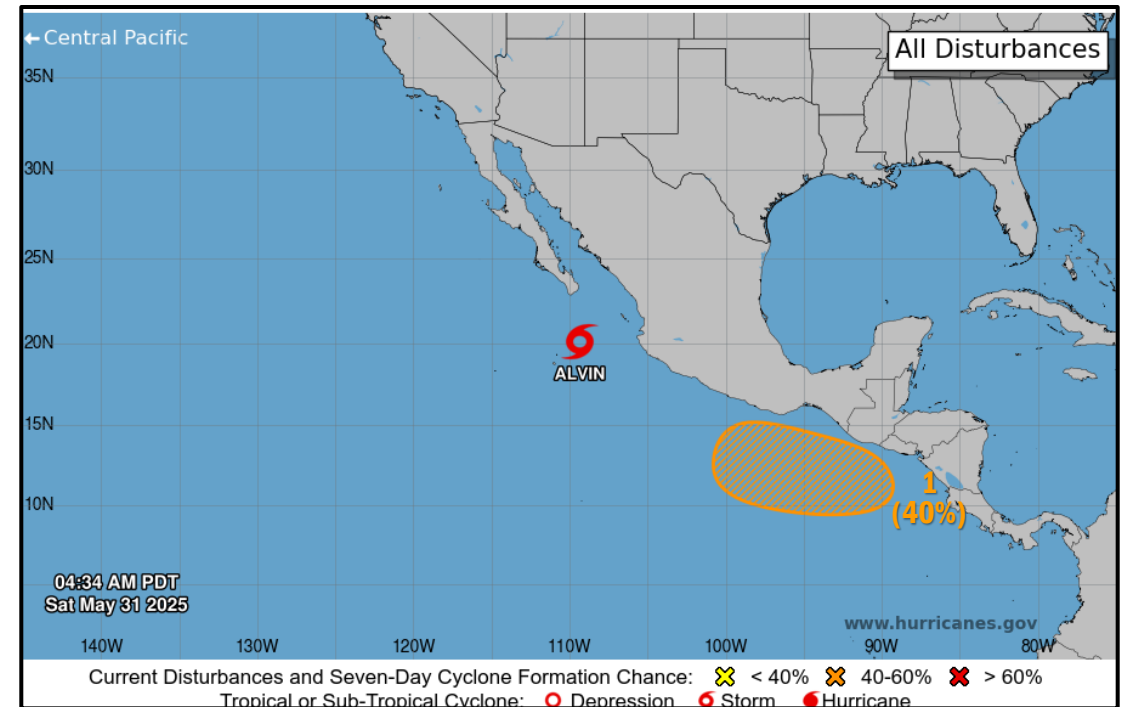 ←Central Pacific
All Disturbances
35N
30N
25N
20N
ALVIN
15N
10N
1
(40%)
04:34 AM PDT
Sat May 31 2025
www.hurricanes.gov
140W 130W 120W 110W 100W 90W 80W
Current Disturbances and Seven-Day Cyclone Formation Chance: < 40% 40-60% > 60%
Tropical or Sub-Tropical Cyclone: Depression Storm Hurricane